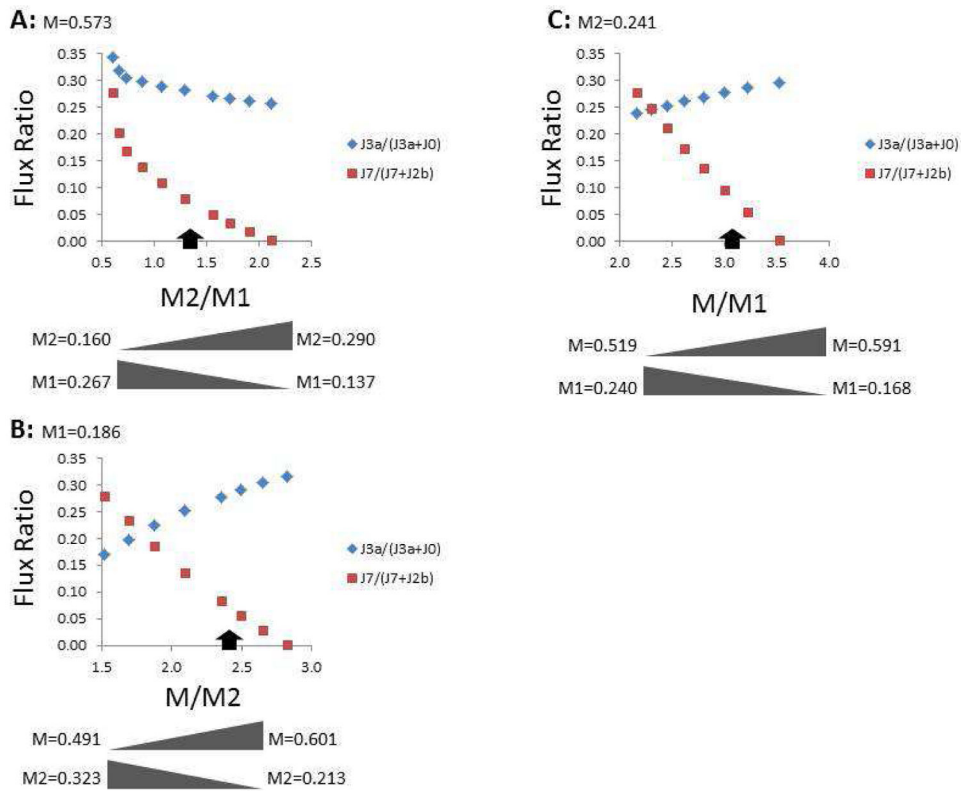 A: M=0.573
0.35
0.30
0.25
0.20
0.15
0.10
0.05
0.00
Flux Ratio
0.5 1.0 1.5 2.0 2.5
M2/M1
J3a/(J3a+J0)
J7/(J7+J2b)
M2=0.160 M2=0.290
M1=0.267 M1=0.137
C: M2=0.241
0.35
0.30
0.25
0.20
0.15
0.10
0.05
0.00
Flux Ratio
2.0 2.5 3.0 3.5 4.0
M/M1
J3a/(J3a+J0)
J7/(J7+J2b)
M=0.519 M=0.591
M1=0.240 M1=0.168
B: M1=0.186
0.35
0.30
0.25
0.20
0.15
0.10
0.05
0.00
Flux Ratio
1.5 2.0 2.5 3.0
M/M2
J3a/(J3a+J0)
J7/(J7+J2b)
M=0.491 M=0.601
M2=0.323 M2=0.213